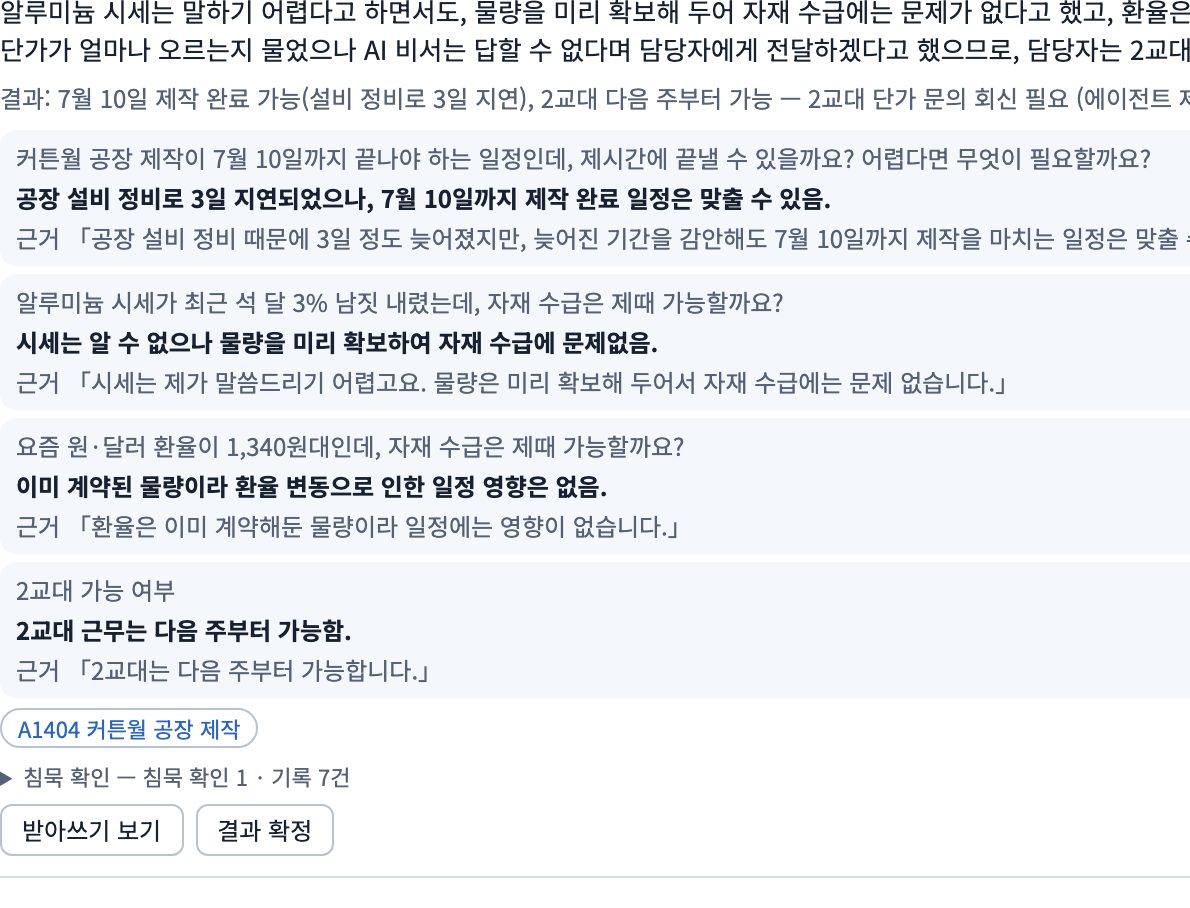 알루미늄 시세는 말하기 어렵다고 하면서도, 물량을 미리 확보해 두어 자재 수급에는 문제가 없다고 했고, 환율은
단가가 얼마나 오르는지 물었으나 AI 비서는 답할 수 없다며 담당자에게 전달하겠다고 했으므로, 담당자는 2교대
결과: 7월 10일 제작 완료 가능(설비 정비로 3일 지연), 2교대 다음 주부터 가능 — 2교대 단가 문의 회신 필요 (에이전트
커튼월 공장 제작이 7월 10일까지 끝나야 하는 일정인데, 제시간에 끝낼 수 있을까요? 어렵다면 무엇이 필요할까요?
공장 설비 정비로 3일 지연되었으나, 7월 10일까지 제작 완료 일정은 맞출 수 있음.
근거 「공장 설비 정비 때문에 3일 정도 늦어졌지만, 늦어진 기간을 감안해도 7월 10일까지 제작을 마치는 일정은 맞출
알루미늄 시세가 최근 석 달 3% 남짓 내렸는데, 자재 수급은 제때 가능할까요?
시세는 알 수 없으나 물량을 미리 확보하여 자재 수급에 문제없음.
근거 「시세는 제가 말씀드리기 어렵고요. 물량은 미리 확보해 두어서 자재 수급에는 문제 없습니다.」
요즘 원·달러 환율이 1,340원대인데, 자재 수급은 제때 가능할까요?
이미 계약된 물량이라 환율 변동으로 인한 일정 영향은 없음.
근거 「환율은 이미 계약해둔 물량이라 일정에는 영향이 없습니다.」
2교대 가능 여부
2교대 근무는 다음 주부터 가능함.
근거 「2교대는 다음 주부터 가능합니다.」
A1404 커튼월 공장 제작
▶ 침묵 확인 — 침묵 확인 1 · 기록 7건
받아쓰기 보기 결과 확정